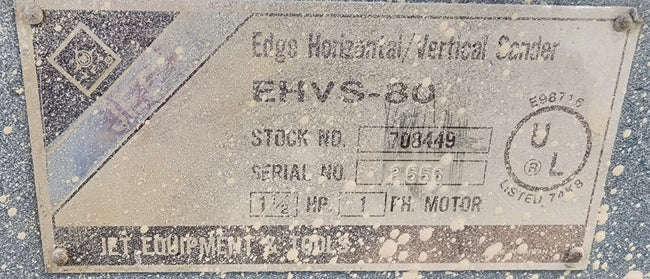 Edge Horizontal/Vertical Sander
EHVS-80
STOCK NO. 708449
SERIAL NO. 2556
1 1/2 HP. 1 PH. MOTOR
E98716
U
® L
LISTED, 74K8
JET EQUIPMENT & TOOLS